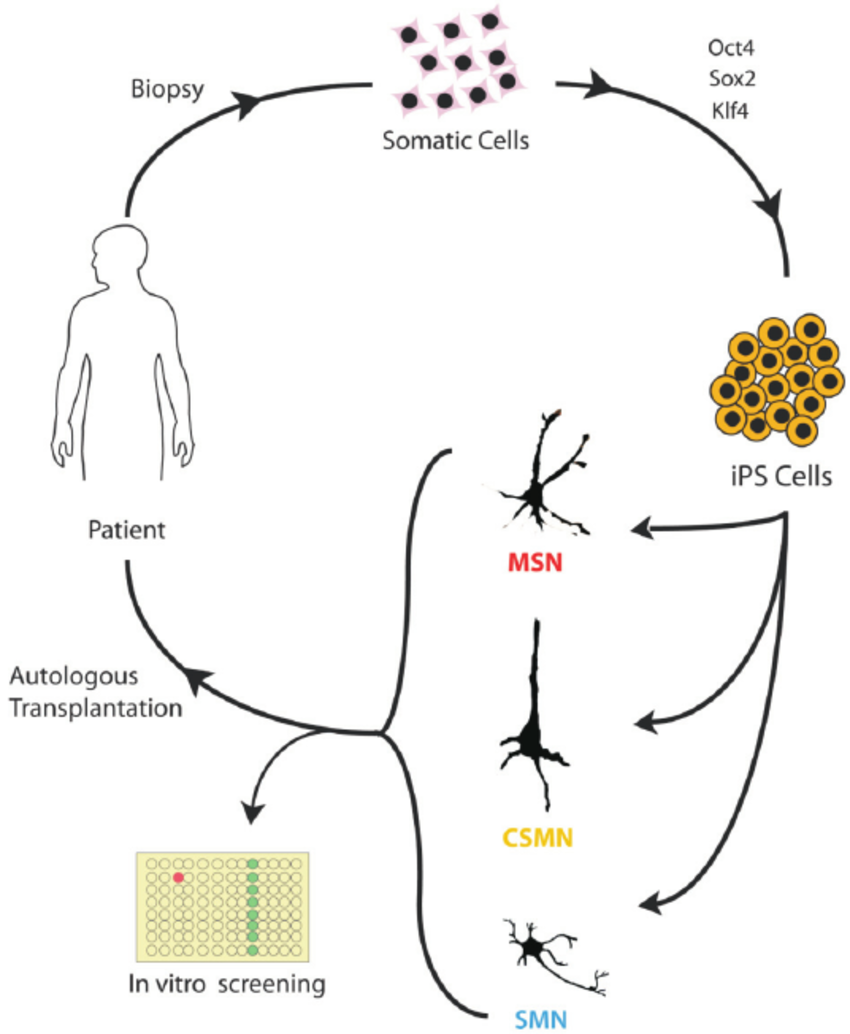 Biopsy
Somatic Cells
Oct4
Sox2
Klf4
iPS Cells
Patient
MSN
Autologous
Transplantation
CSMN
In vitro screening
SMN